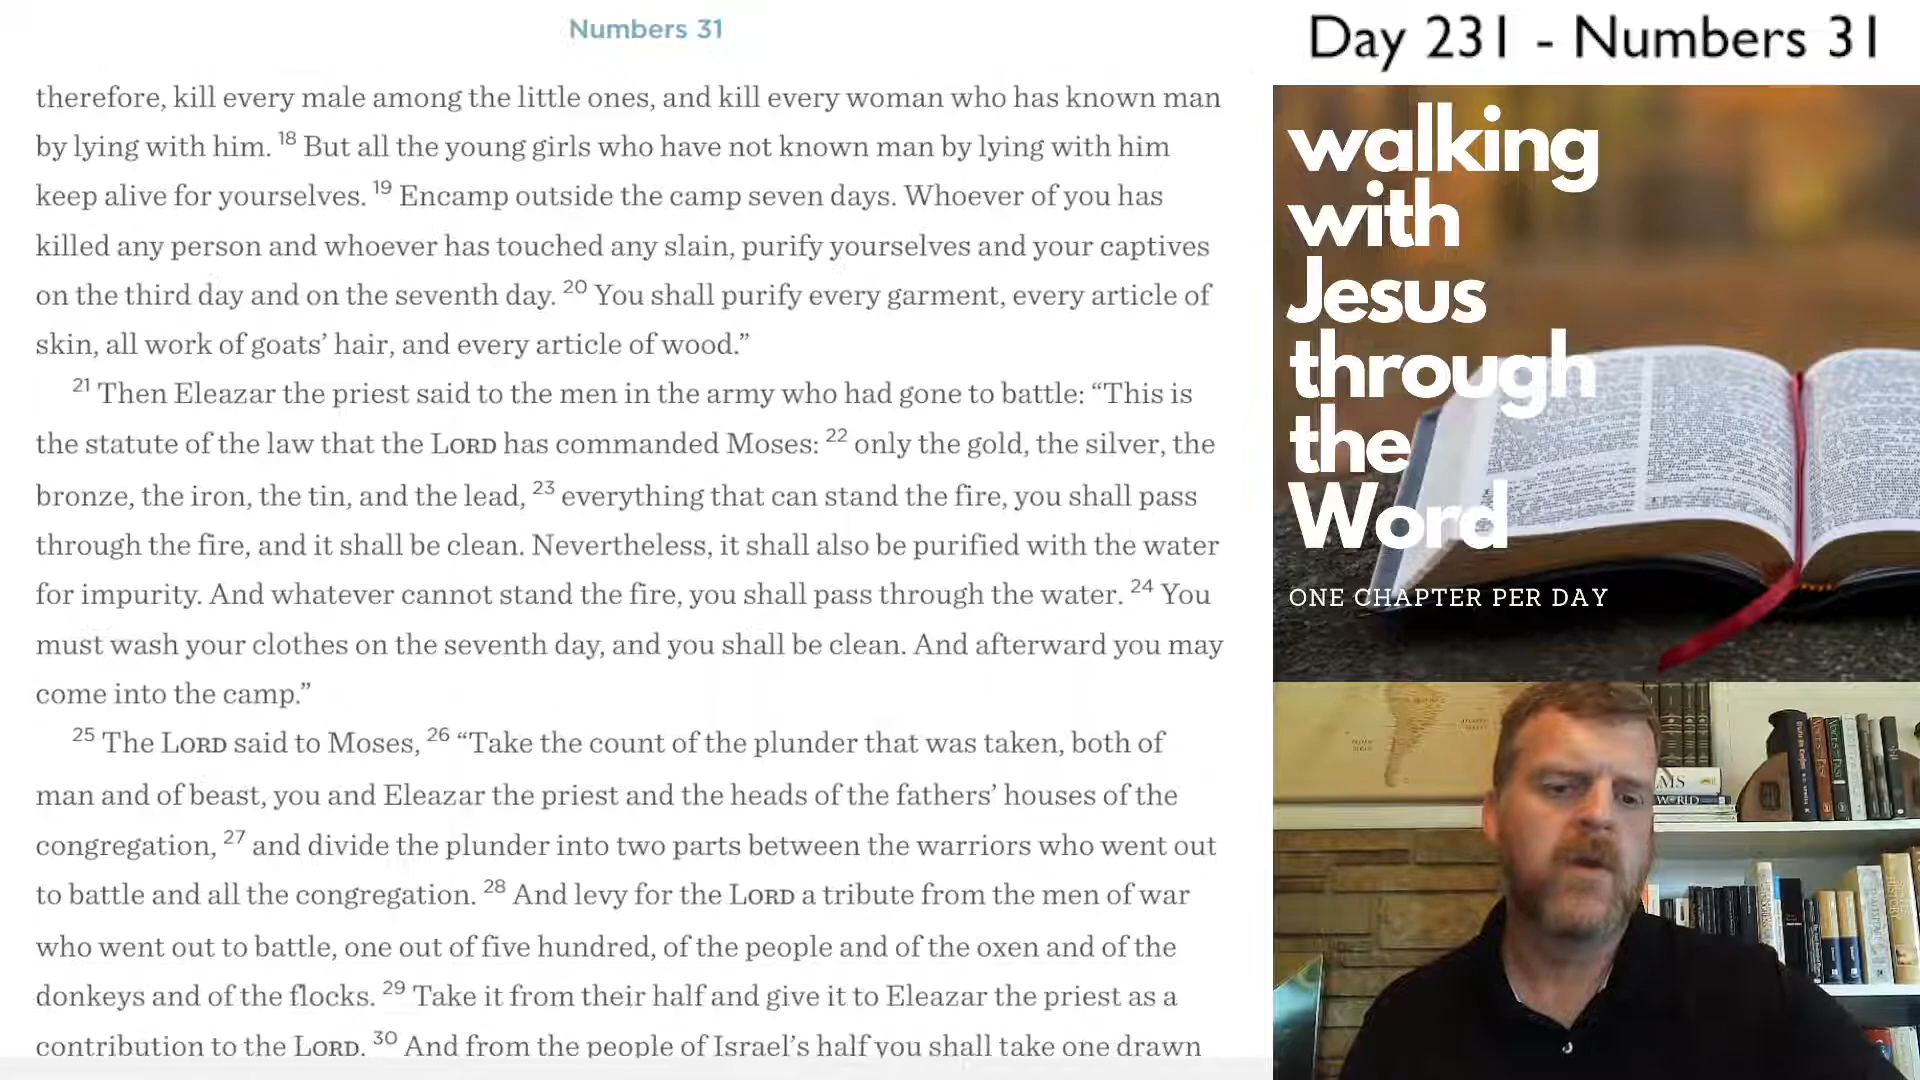 Numbers 31
therefore, kill every male among the little ones, and kill every woman who has known man
by lying with him. 18 But all the young girls who have not known man by lying with him
keep alive for yourselves. 19 Encamp outside the camp seven days. Whoever of you has
killed any person and whoever has touched any slain, purify yourselves and your captives
on the third day and on the seventh day. 20 You shall purify every garment, every article of
skin, all work of goats’ hair, and every article of wood.”
21 Then Eleazar the priest said to the men in the army who had gone to battle: “This is
the statute of the law that the LORD has commanded Moses: 22 only the gold, the silver, the
bronze, the iron, the tin, and the lead, 23 everything that can stand the fire, you shall pass
through the fire, and it shall be clean. Nevertheless, it shall also be purified with the water
for impurity. And whatever cannot stand the fire, you shall pass through the water. 24 You
must wash your clothes on the seventh day, and you shall be clean. And afterward you may
come into the camp.”
25 The LORD said to Moses, 26 “Take the count of the plunder that was taken, both of
man and of beast, you and Eleazar the priest and the heads of the fathers’ houses of the
congregation, 27 and divide the plunder into two parts between the warriors who went out
to battle and all the congregation. 28 And levy for the LORD a tribute from the men of war
who went out to battle, one out of five hundred, of the people and of the oxen and of the
donkeys and of the flocks. 29 Take it from their half and give it to Eleazar the priest as a
contribution to the LORD. 30 And from the people of Israel’s half you shall take one drawn
Day 231 - Numbers 31
walking
with
Jesus
through
the
Word
ONE CHAPTER PER DAY
WORLD